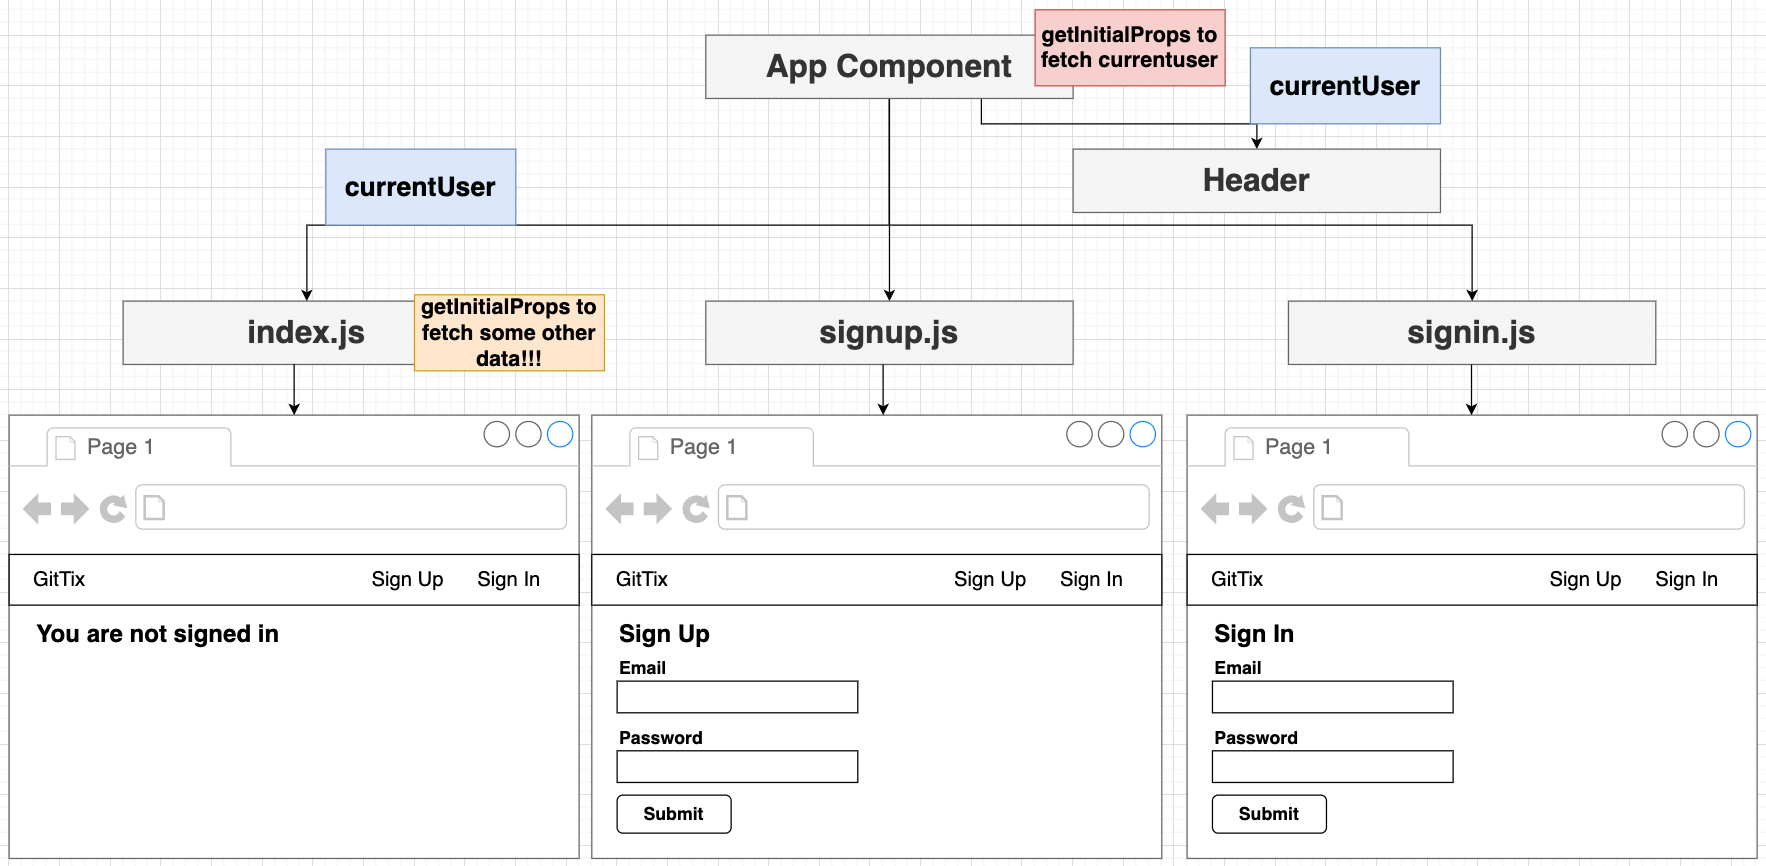 App Component
getInitialProps to
fetch currentuser
currentUser
Header
currentUser
index.js
getInitialProps to
fetch some other
data!!!
signup.js
signin.js
Page 1
GitTix
Sign Up
Sign In
You are not signed in
Page 1
GitTix
Sign Up
Sign In
Sign Up
Email
Password
Submit
Page 1
GitTix
Sign Up
Sign In
Sign In
Email
Password
Submit